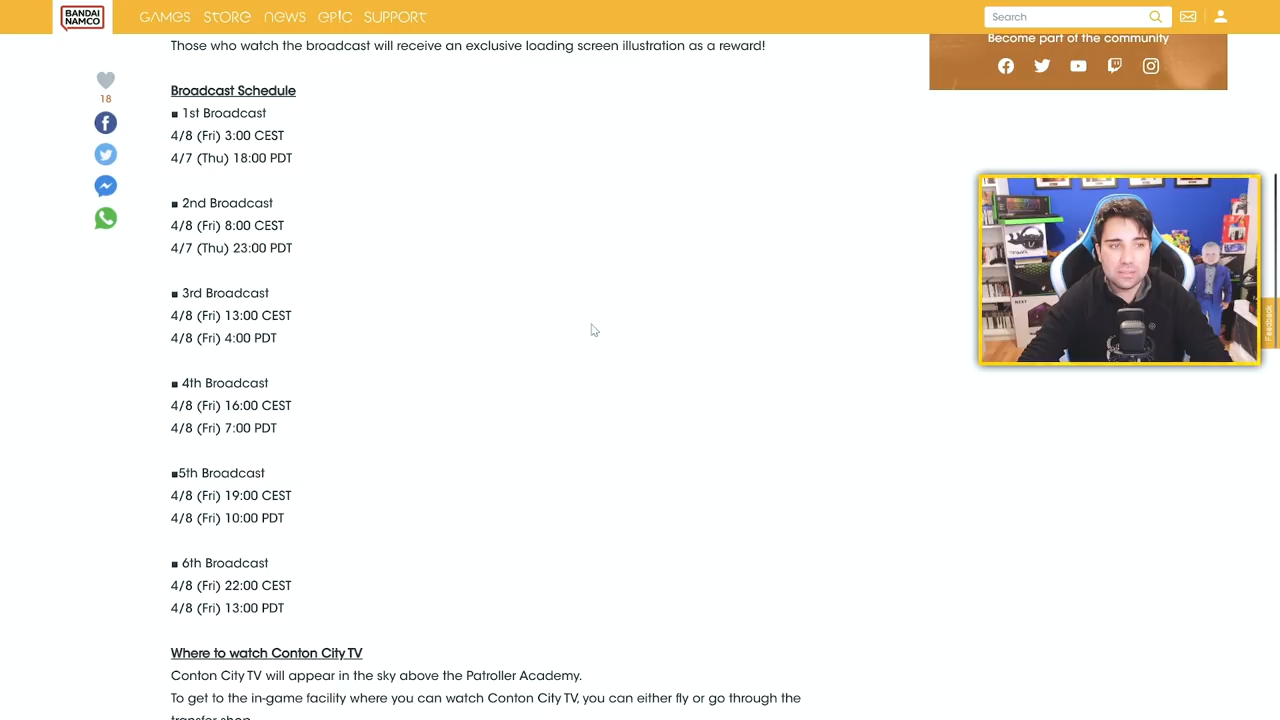 BANDAI
NAMCO
GAMES STORE NEWS EPIC SUPPORT
Search
Become part of the community
Those who watch the broadcast will receive an exclusive loading screen illustration as a reward!
18
Broadcast Schedule
■ 1st Broadcast
4/8 (Fri) 3:00 CEST
4/7 (Thu) 18:00 PDT
■ 2nd Broadcast
4/8 (Fri) 8:00 CEST
4/7 (Thu) 23:00 PDT
■ 3rd Broadcast
4/8 (Fri) 13:00 CEST
4/8 (Fri) 4:00 PDT
■ 4th Broadcast
4/8 (Fri) 16:00 CEST
4/8 (Fri) 7:00 PDT
■5th Broadcast
4/8 (Fri) 19:00 CEST
4/8 (Fri) 10:00 PDT
■ 6th Broadcast
4/8 (Fri) 22:00 CEST
4/8 (Fri) 13:00 PDT
Where to watch Conton City TV
Conton City TV will appear in the sky above the Patroller Academy.
To get to the in-game facility where you can watch Conton City TV, you can either fly or go through the
transfer shop
Feedback
NEXT